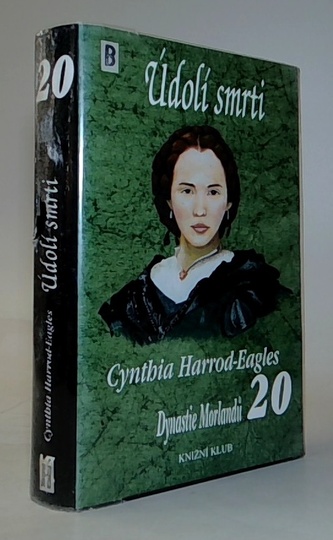 20
Údolí smrti
Cynthia Harrod-Eagles
B
Údolí smrti
Cynthia Harrod-Eagles
Dynastie Morlandů 20
KNIŽNÍ KLUB